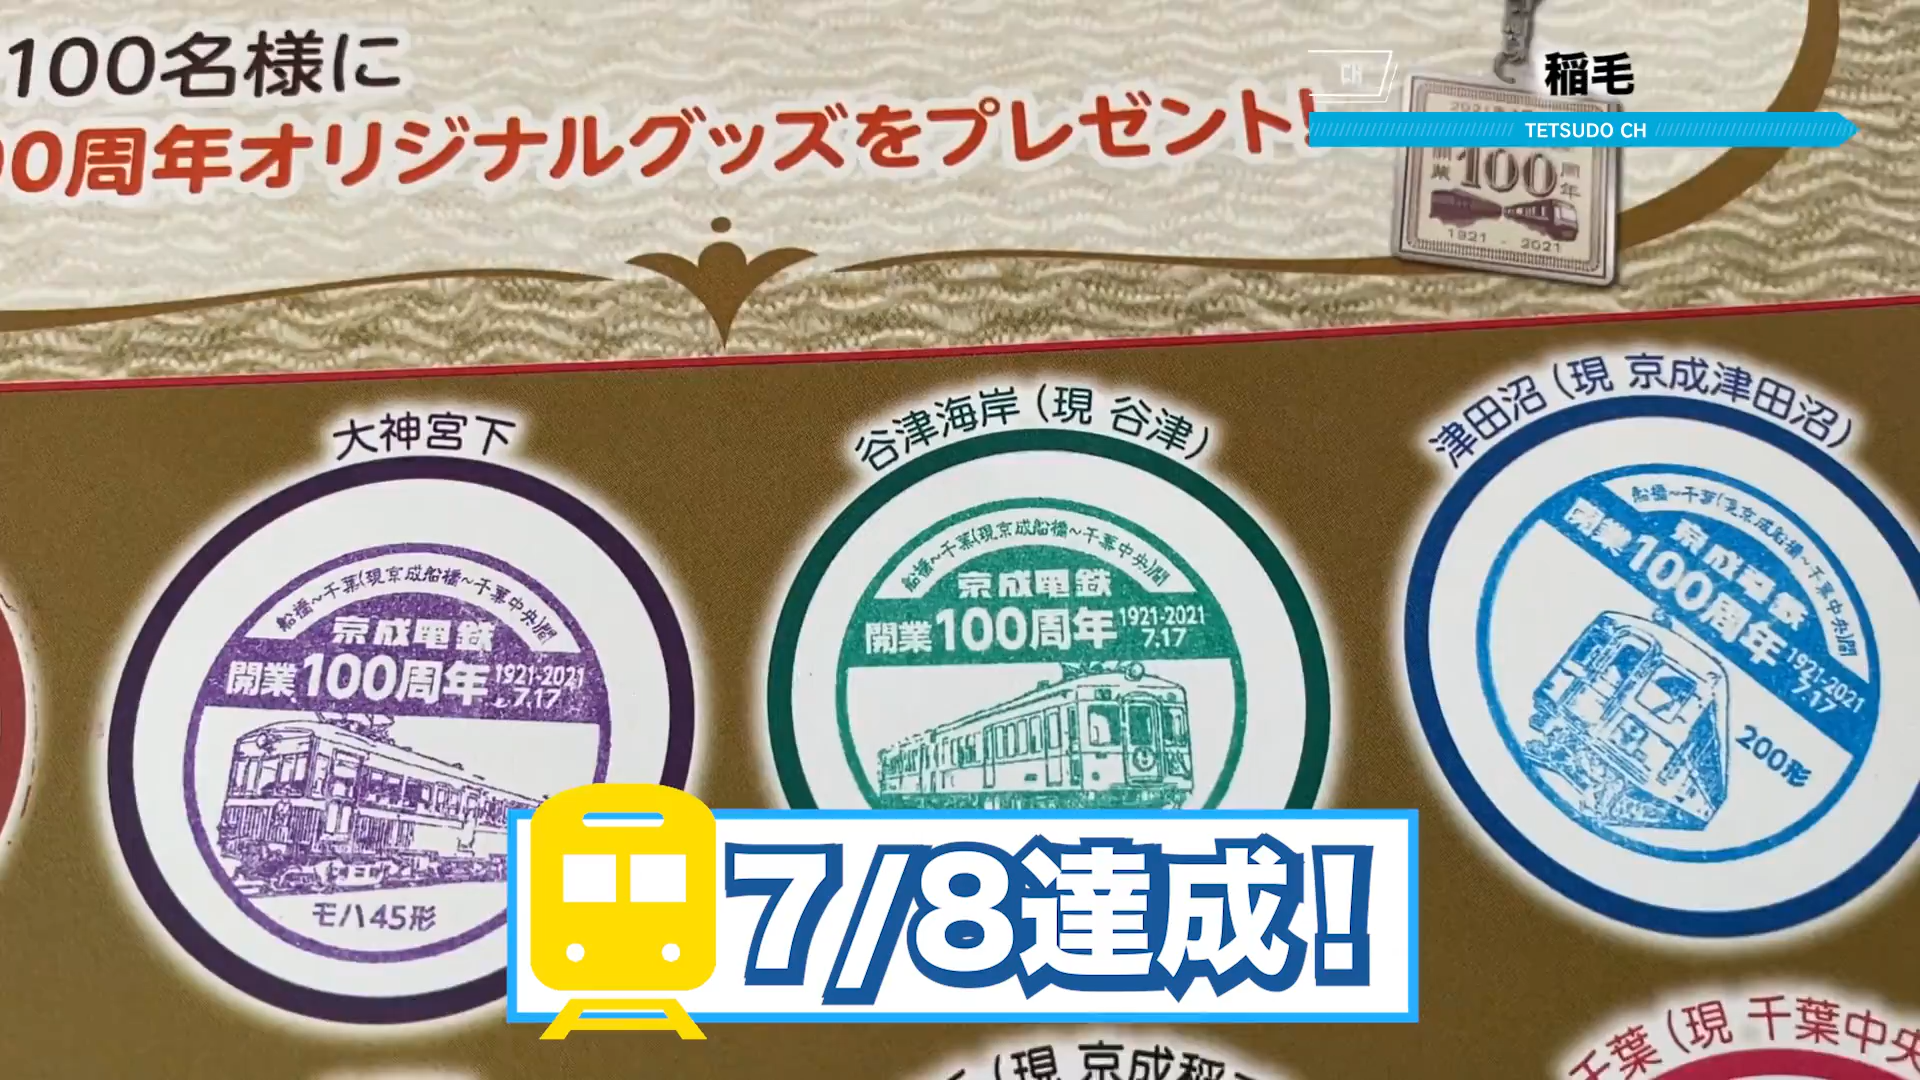 100名様に
00周年オリジナルグッズをプレゼント!
CH
稲毛
TETSUDO CH
開業100周年
1921 - 2021
大神宮下
船橋~千葉(現京成船橋~千葉中央)間
京成電鉄
開業100周年 1921-2021 7.17
モハ45形
谷津海岸(現 谷津)
船橋~千葉(現京成船橋~千葉中央)間
京成電鉄
開業100周年 1921-2021 7.17
津田沼(現 京成津田沼)
船橋~千葉(現京成船橋~千葉中央)間
京成電鉄
開業100周年 1921-2021 7.17
200形
7/8達成!
(現 京成稲
千葉(現 千葉中央